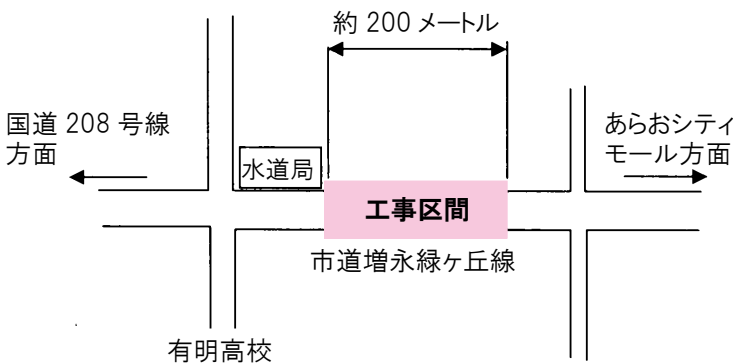 約 200 メートル
国道 208 号線
方面
あらおシティ
モール方面
水道局
工事区間
市道増永緑ヶ丘線
有明高校